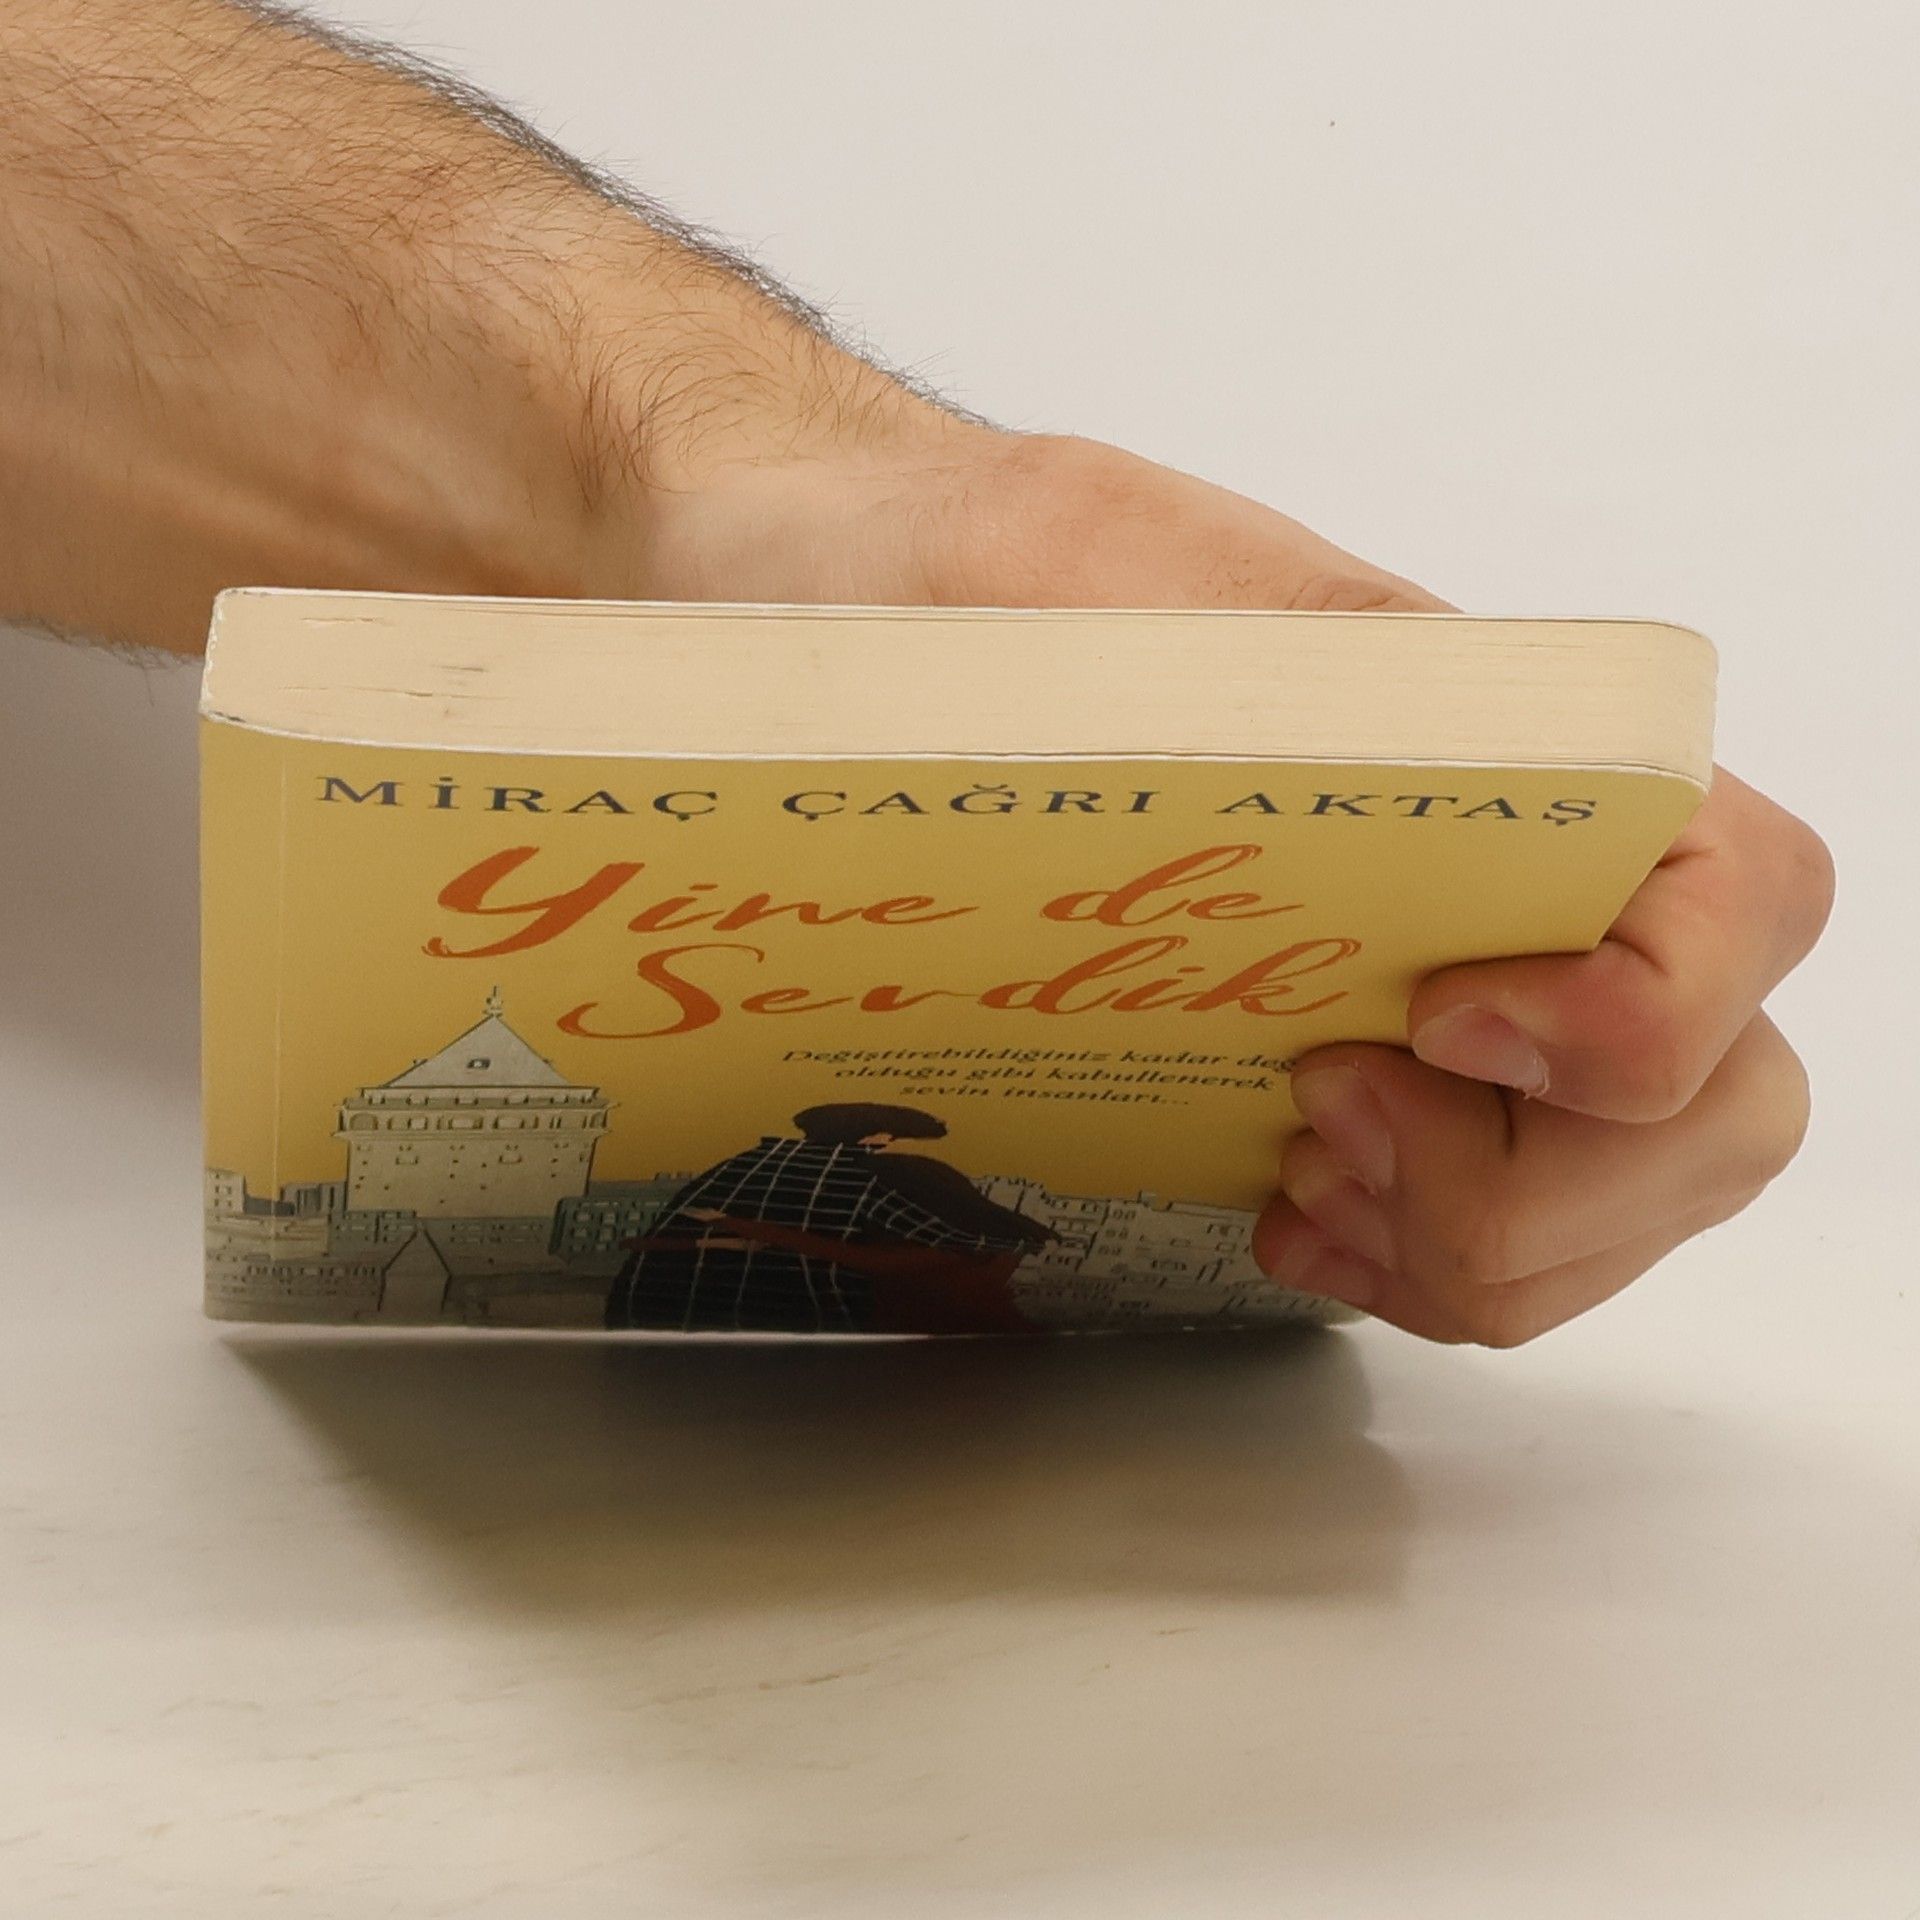 MİRAÇ ÇAĞRI AKTAŞ
Yine de
Sevdik
Değiştirebildiğiniz kadar
olduğu gibi kabullenerek
sevin insanları...